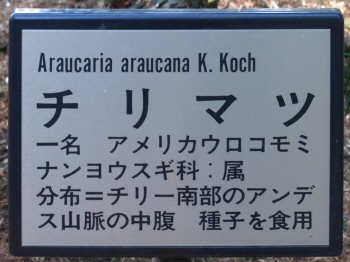 Araucaria araucana K. Koch
チリマツ
一名　アメリカウロコモミ
ナンヨウスギ科：属
分布＝チリー南部のアンデ
ス山脈の中腹　種子を食用